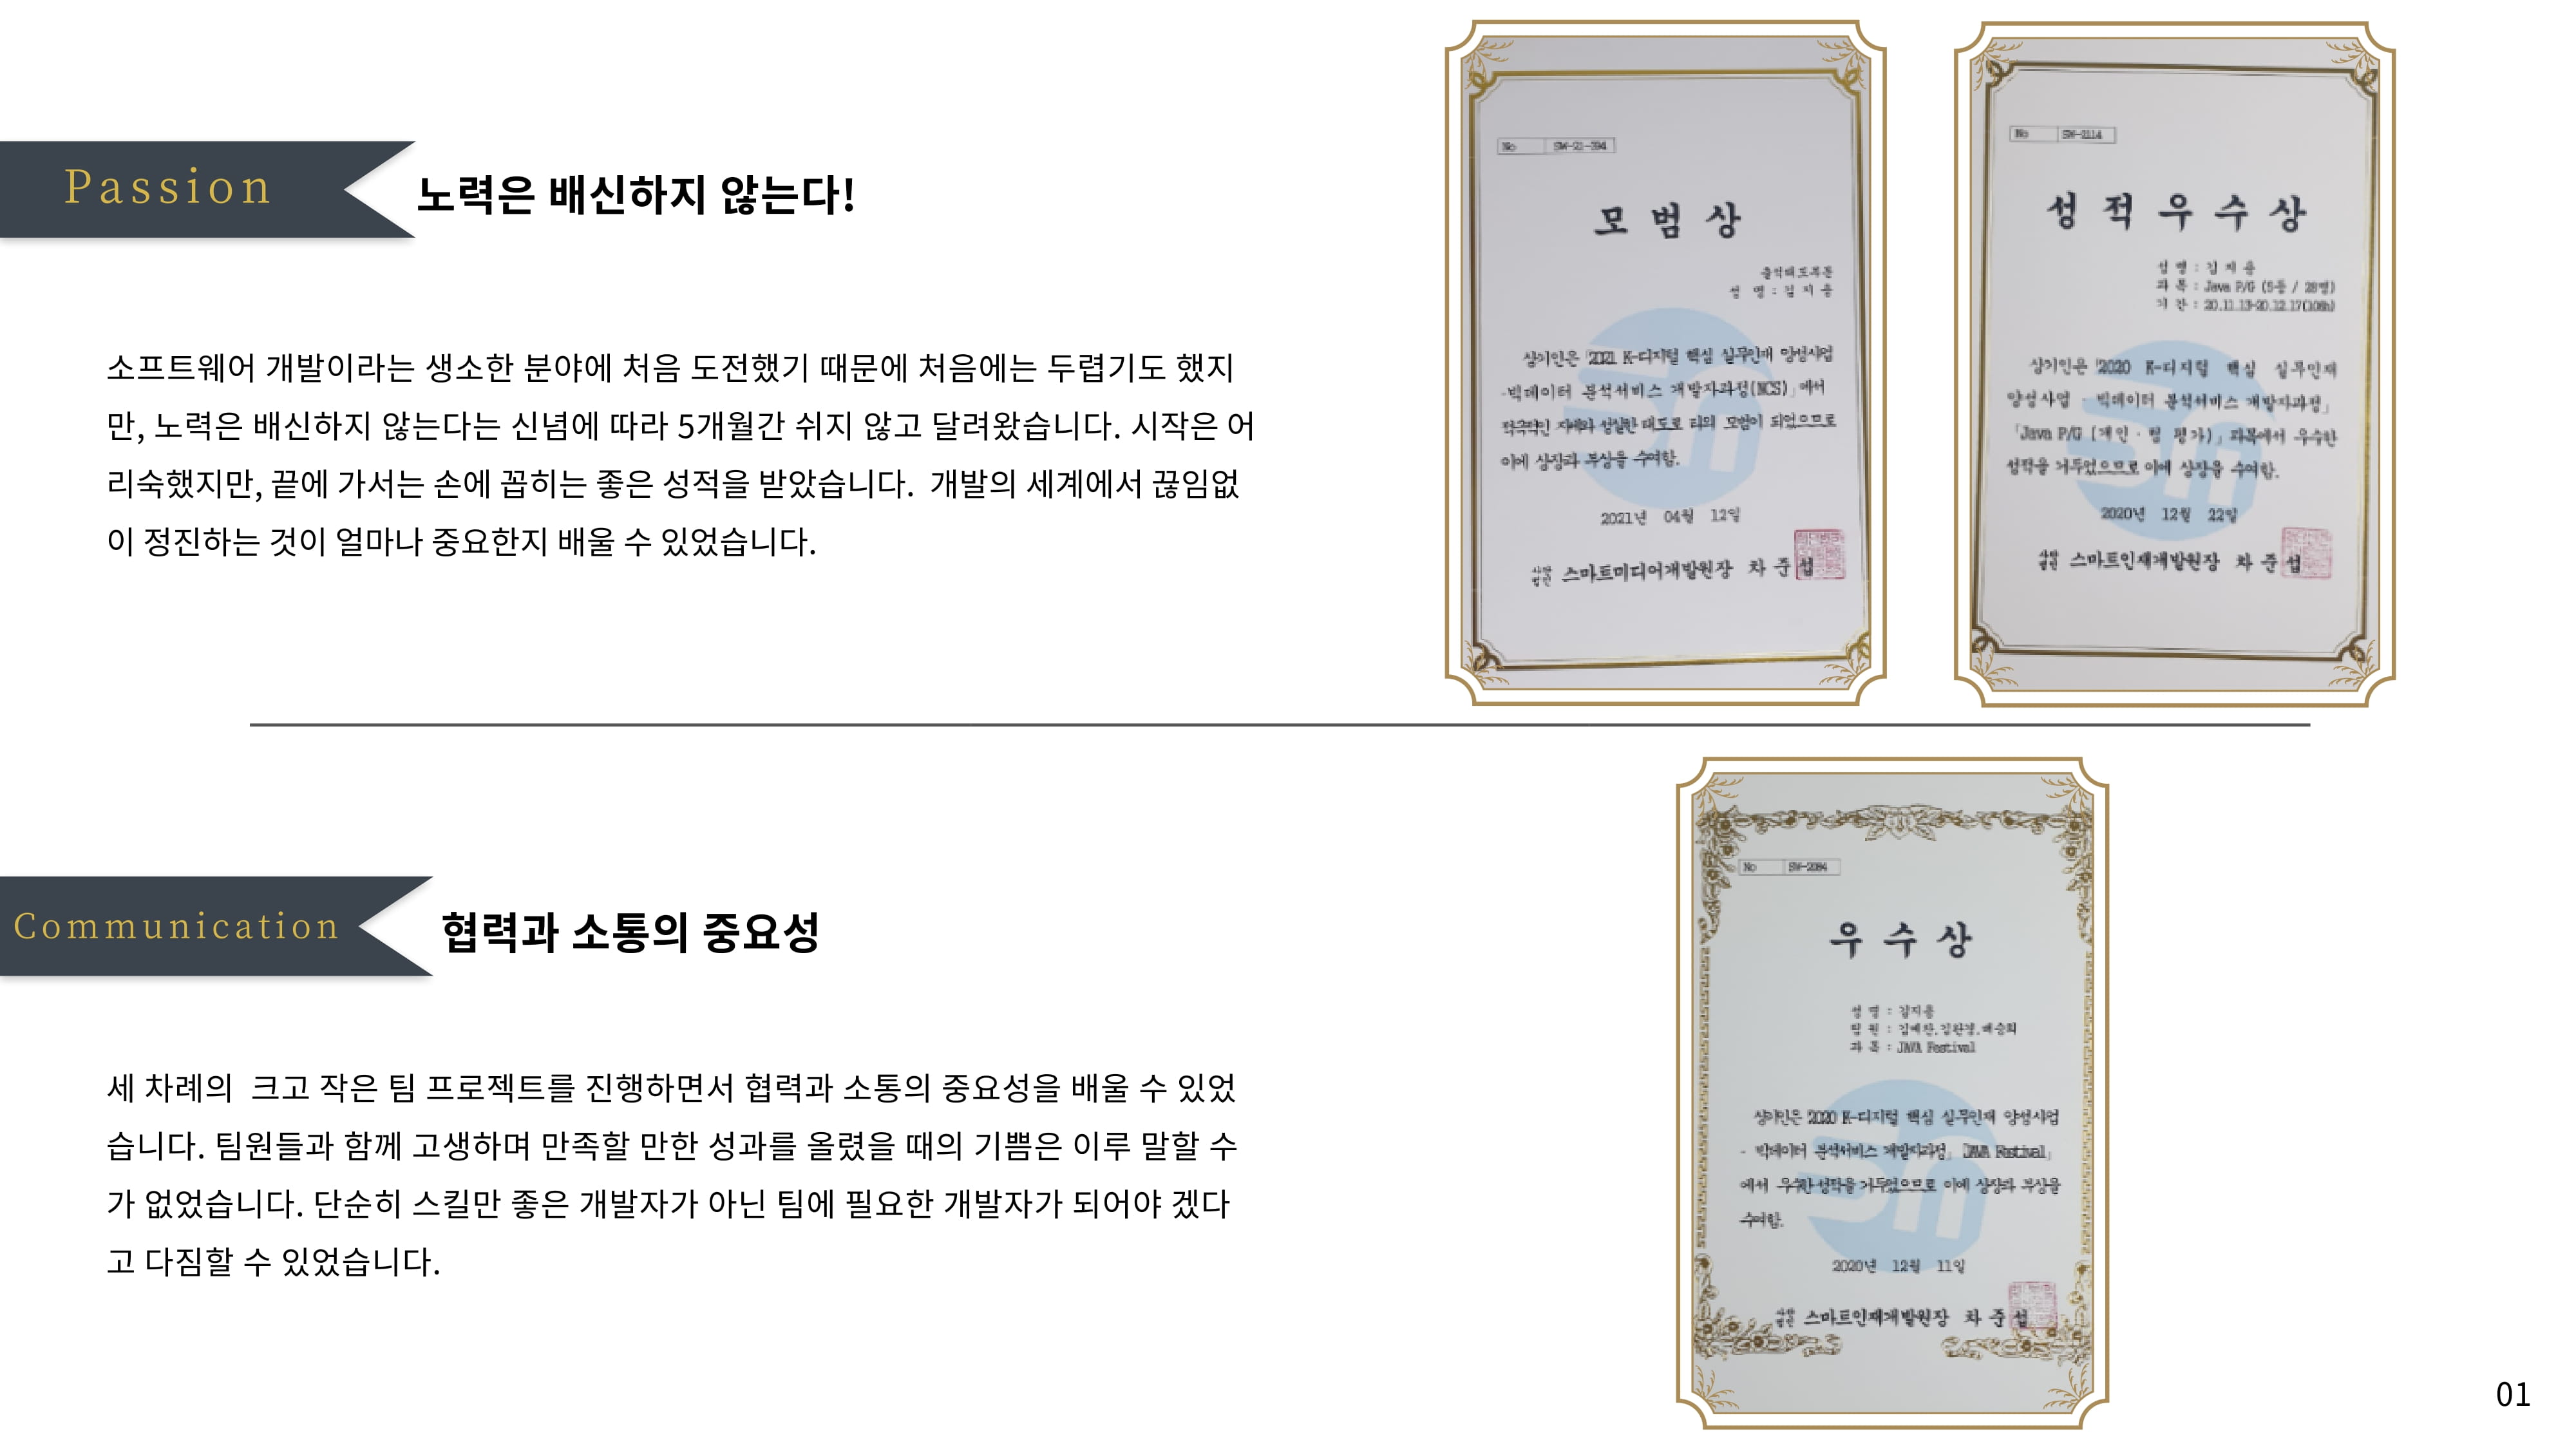 Passion
노력은 배신하지 않는다!
소프트웨어 개발이라는 생소한 분야에 처음 도전했기 때문에 처음에는 두렵기도 했지
만, 노력은 배신하지 않는다는 신념에 따라 5개월간 쉬지 않고 달려왔습니다. 시작은 어
리숙했지만, 끝에 가서는 손에 꼽히는 좋은 성적을 받았습니다. 개발의 세계에서 끊임없
이 정진하는 것이 얼마나 중요한지 배울 수 있었습니다.
No SW-21-394
모 범 상
출석태도부문
성 명 : 김 지 용
상기인은 「2021 K-디지털 핵심 실무인재 양성사업
-빅데이터 분석서비스 개발자과정(NCS)」에서
적극적인 자세와 성실한 태도로 타의 모범이 되었으므로
이에 상장과 부상을 수여함.
2021년 04월 12일
사단법인 스마트미디어개발원장 차 준 섭
No SW-2114
성 적 우 수 상
성 명 : 김 지 용
과 목 : Java P/G (5등 / 28명)
기 간 : 20.11.13-20.12.17(106h)
상기인은 「2020 K-디지털 핵심 실무인재
양성사업 - 빅데이터 분석서비스 개발자과정」
「Java P/G (개인 · 팀 평가)」 과목에서 우수한
성적을 거두었으므로 이에 상장을 수여함.
2020년 12월 22일
사단법인 스마트인재개발원장 차 준 섭
Communication
협력과 소통의 중요성
세 차례의 크고 작은 팀 프로젝트를 진행하면서 협력과 소통의 중요성을 배울 수 있었
습니다. 팀원들과 함께 고생하며 만족할 만한 성과를 올렸을 때의 기쁨은 이루 말할 수
가 없었습니다. 단순히 스킬만 좋은 개발자가 아닌 팀에 필요한 개발자가 되어야 겠다
고 다짐할 수 있었습니다.
No SW-2084
우 수 상
성 명 : 김지용
팀 원 :
과 목 : JAVA Festival
상기인은 2020 K-디지털 핵심 실무인재 양성사업
- 빅데이터 분석서비스 개발자과정」 「JAVA Festival」
에서 우수한 성적을 거두었으므로 이에 상장과 부상을
수여함.
2020년 12월 11일
사단법인 스마트인재개발원장 차 준 섭
01